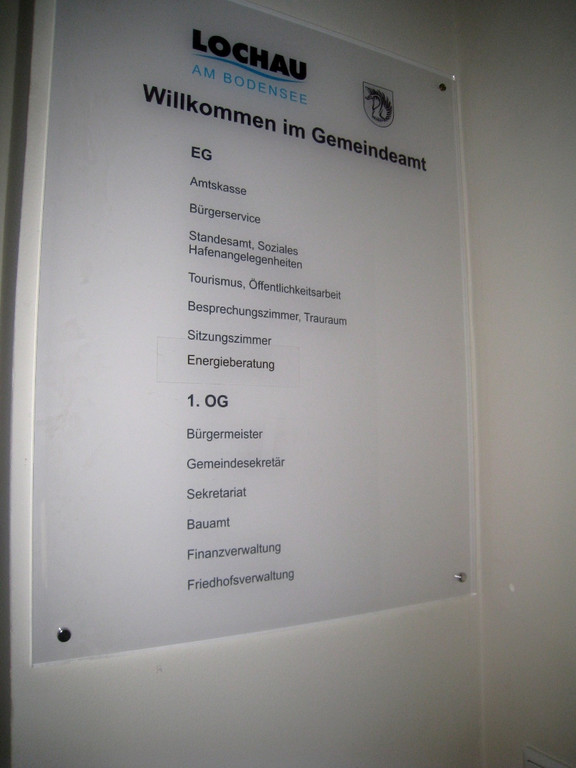 LOCHAU
AM BODENSEE
Willkommen im Gemeindeamt
EG
Amtskasse
Bürgerservice
Standesamt, Soziales
Hafenangelegenheiten
Tourismus, Öffentlichkeitsarbeit
Besprechungszimmer, Trauraum
Sitzungszimmer
Energieberatung
1. OG
Bürgermeister
Gemeindesekretär
Sekretariat
Bauamt
Finanzverwaltung
Friedhofsverwaltung